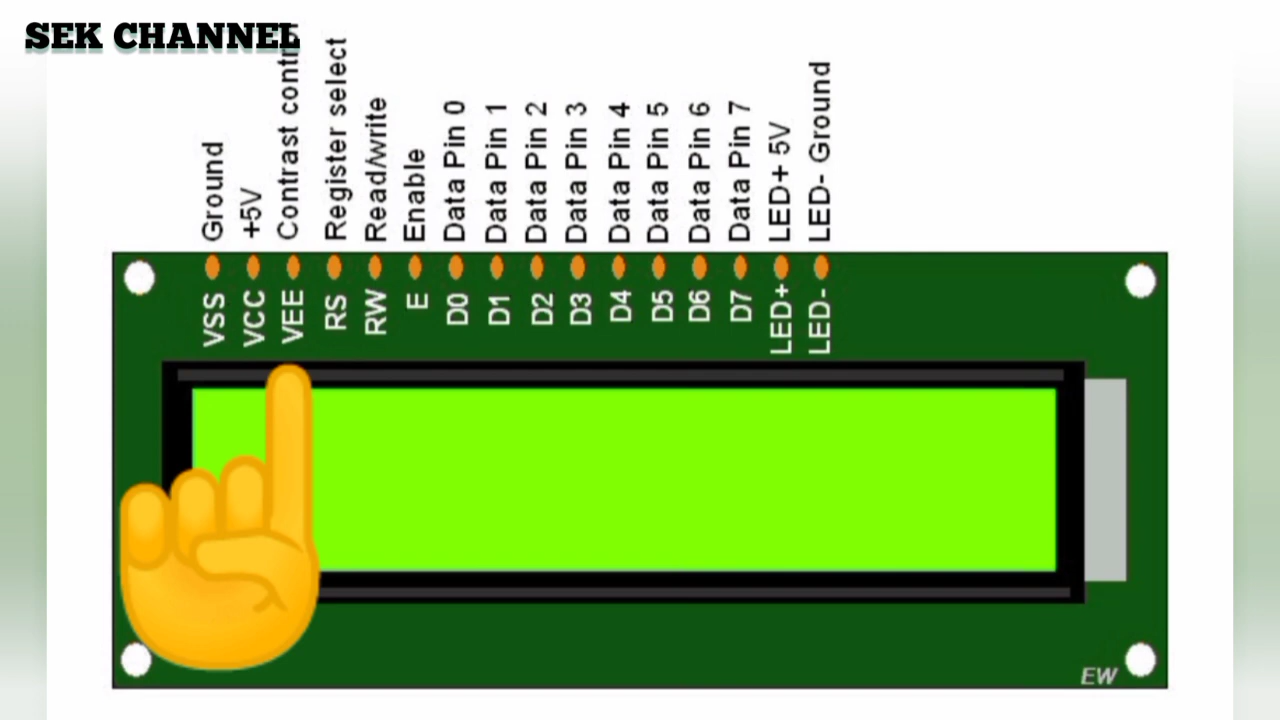 SEK CHANNEL
Ground
+5V
Contrast contr
Register select
Read/write
Enable
Data Pin 0
Data Pin 1
Data Pin 2
Data Pin 3
Data Pin 4
Data Pin 5
Data Pin 6
Data Pin 7
LED+ 5V
LED- Ground
VSS
VCC
VEE
RS
RW
E
D0
D1
D2
D3
D4
D5
D6
D7
LED+
LED-
EW